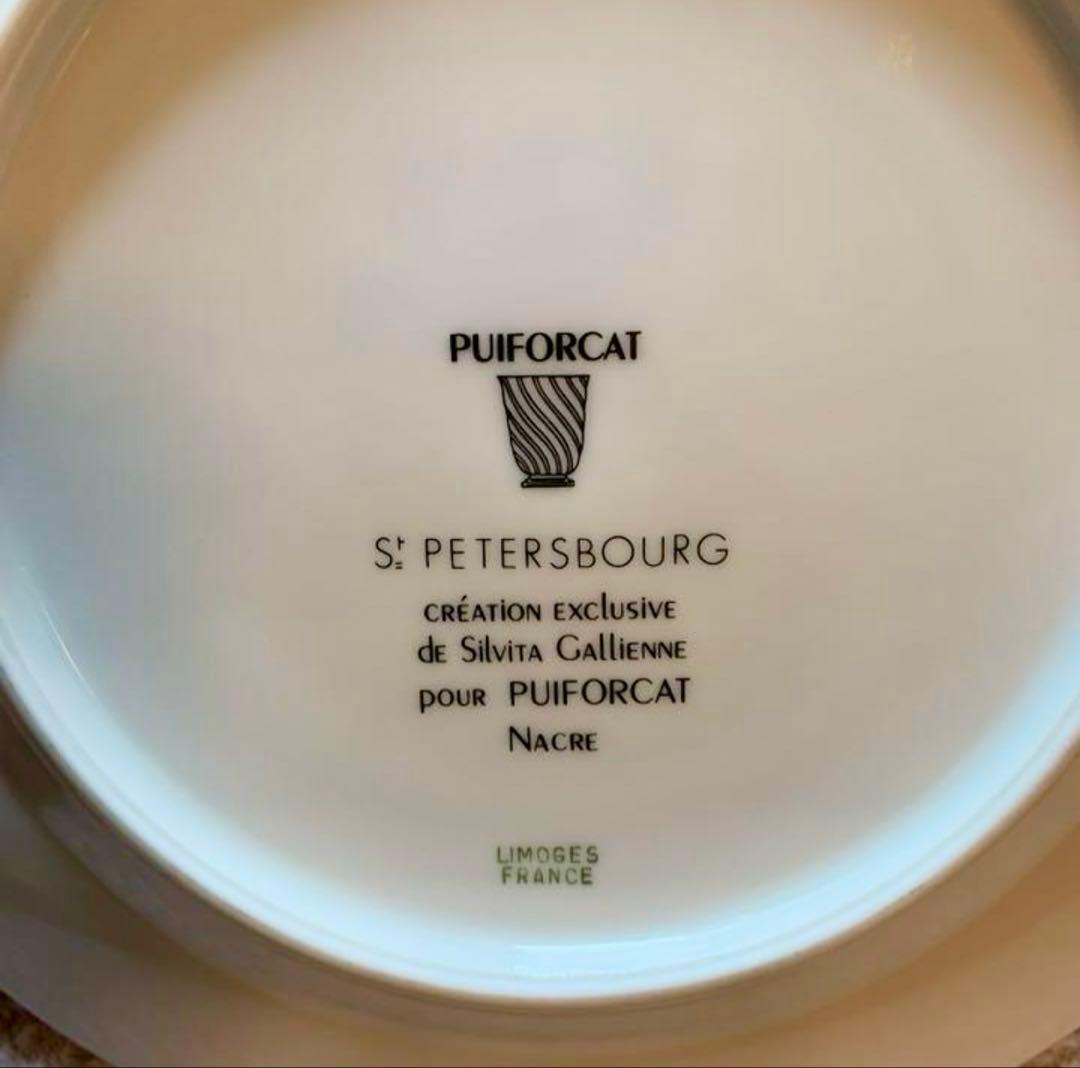 PUIFORCAT
St PETERSBOURG
CRÉATION EXCLUSIVE
de Silvita Gallienne
pour PUIFORCAT
Nacre
LIMOGES
FRANCE